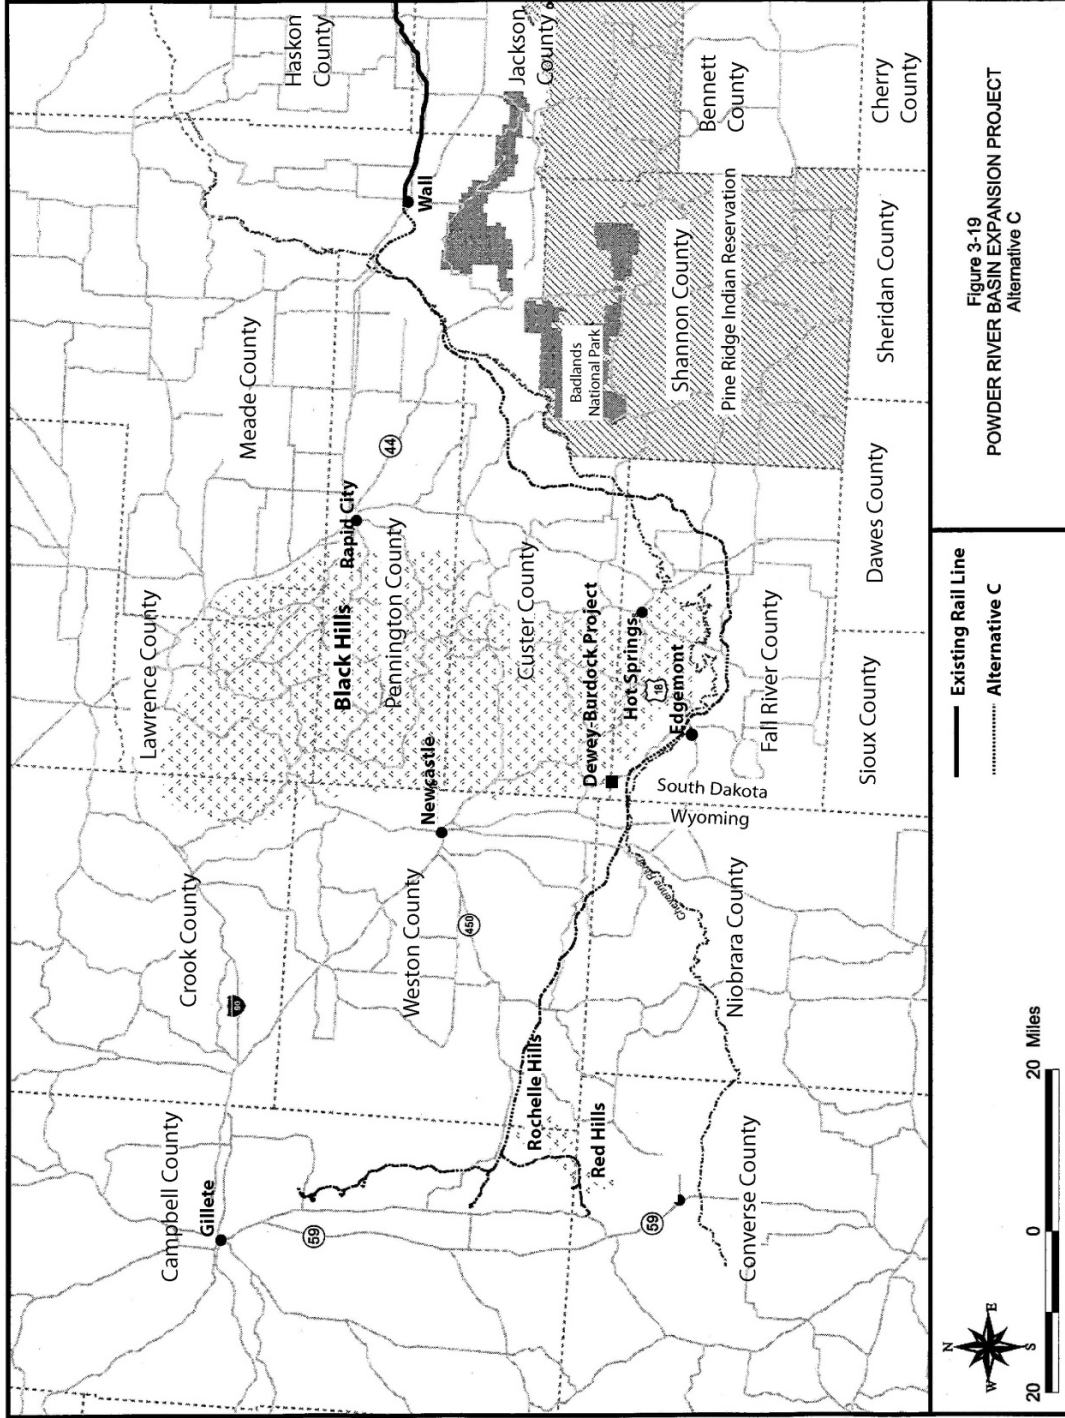 Haskon
County
Jackson
County
Bennett
County
Cherry
County
Wall
Meade County
44
Badlands
National Park
Shannon County
Pine Ridge Indian Reservation
Sheridan County
Rapid City
Lawrence County
Black Hills
Pennington County
Custer County
Dewey-Burdock Project
Hot Springs
18
Edgemont
Fall River County
Dawes County
Sioux County
South Dakota
Wyoming
Newcastle
Crook County
90
Weston County
450
Cheyenne River
Niobrara County
Rochelle Hills
Red Hills
Campbell County
Gillete
59
59
Converse County
Figure 3-19
POWDER RIVER BASIN EXPANSION PROJECT
Alternative C
Existing Rail Line
Alternative C
N
W
E
S
20
0
20 Miles